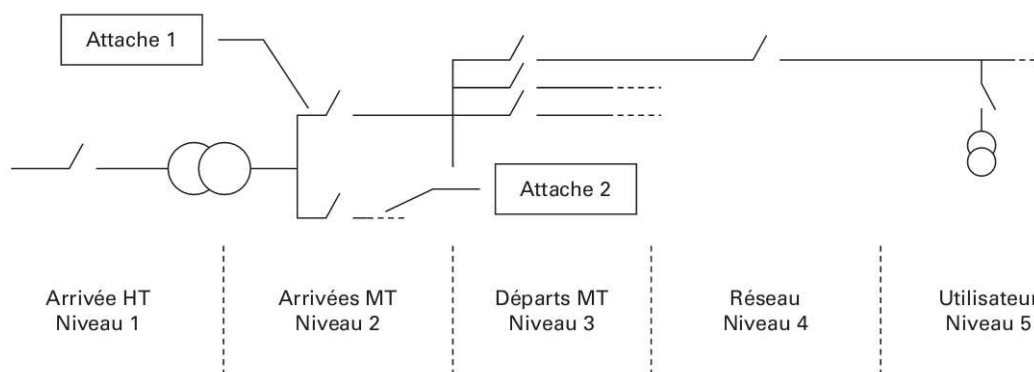 Attache 1
Attache 2
Arrivée HT
Niveau 1
Arrivées MT
Niveau 2
Départs MT
Niveau 3
Réseau
Niveau 4
Utilisateur
Niveau 5